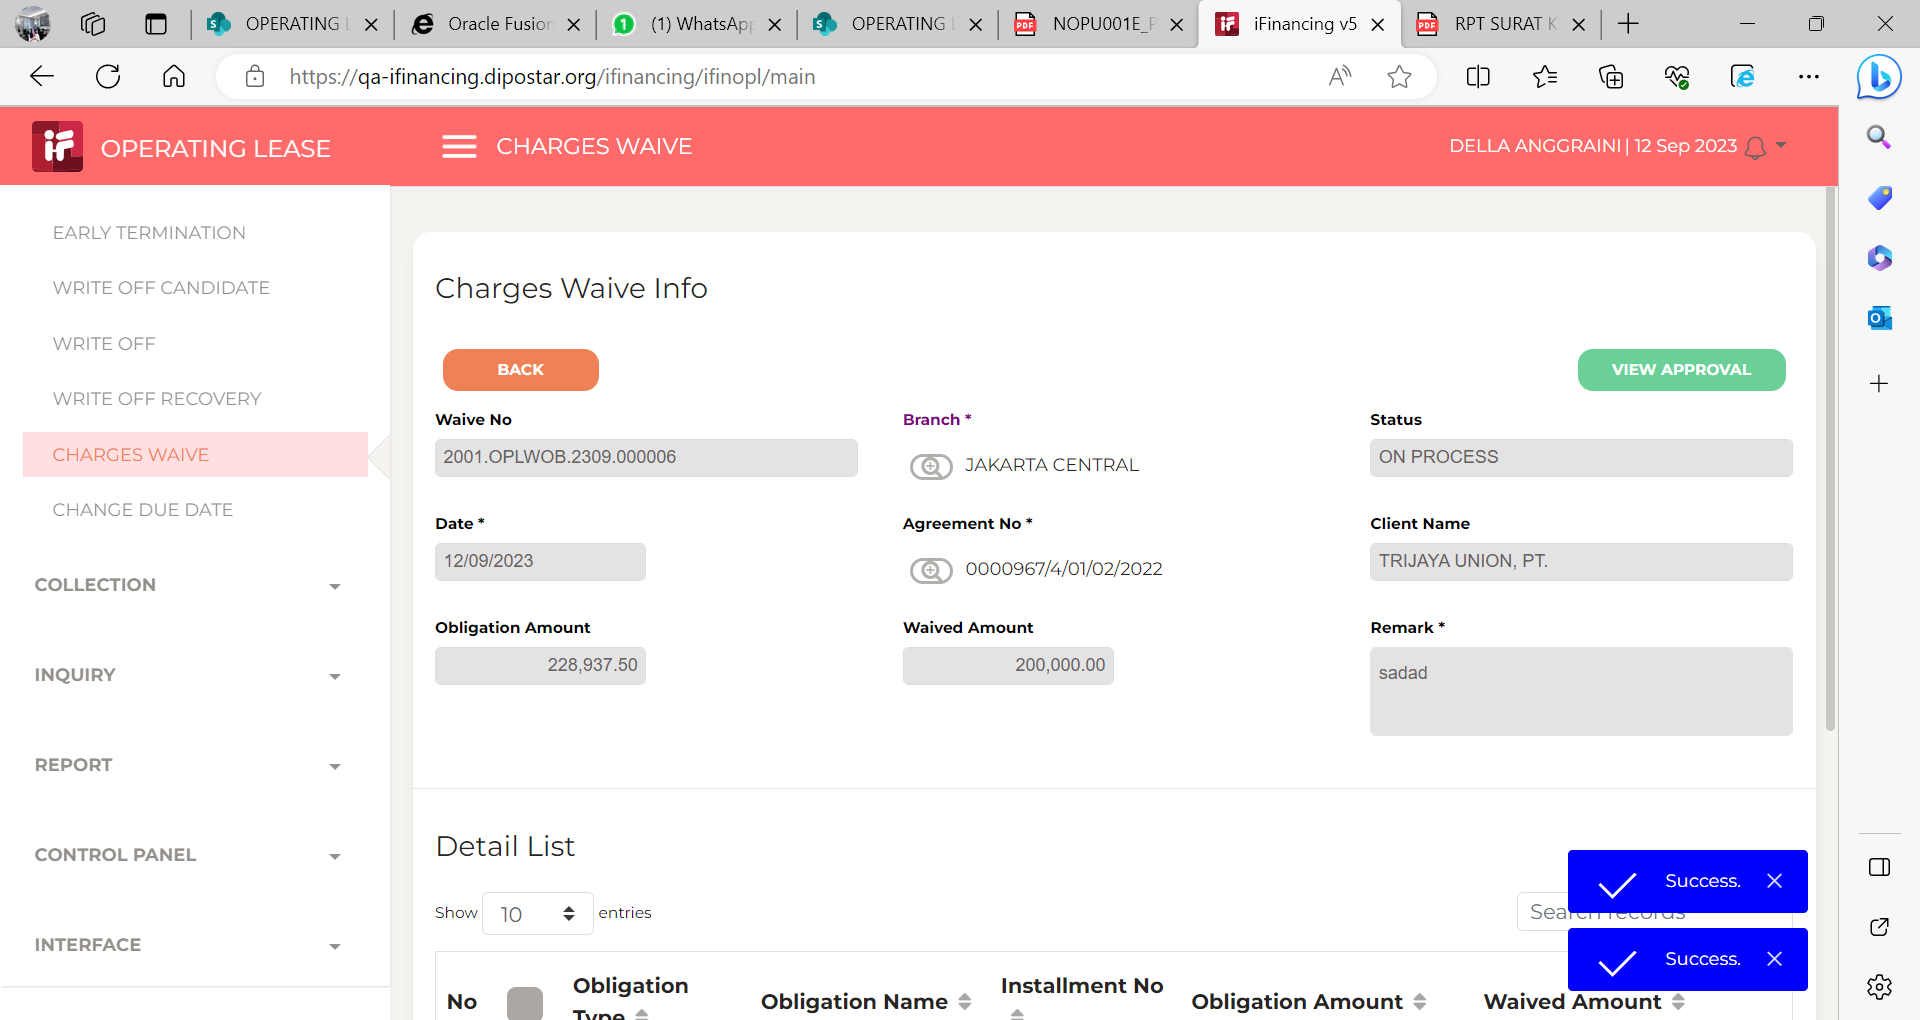 OPERATING L
Oracle Fusion
(1) WhatsApp
OPERATING L
NOPU001E_P
iFinancing v5
RPT SURAT K
https://qa-ifinancing.dipostar.org/ifinancing/ifinopl/main
OPERATING LEASE
CHARGES WAIVE
DELLA ANGGRAINI | 12 Sep 2023
EARLY TERMINATION
WRITE OFF CANDIDATE
WRITE OFF
WRITE OFF RECOVERY
CHARGES WAIVE
CHANGE DUE DATE
COLLECTION
INQUIRY
REPORT
CONTROL PANEL
INTERFACE
Charges Waive Info
BACK
VIEW APPROVAL
Waive No
2001.OPLWOB.2309.000006
Branch *
JAKARTA CENTRAL
Status
ON PROCESS
Date *
12/09/2023
Agreement No *
0000967/4/01/02/2022
Client Name
TRIJAYA UNION, PT.
Obligation Amount
228,937.50
Waived Amount
200,000.00
Remark *
sadad
Detail List
Show 10 entries
Search records
Success.
Success.
No
Obligation
Type
Obligation Name
Installment No
Obligation Amount
Waived Amount